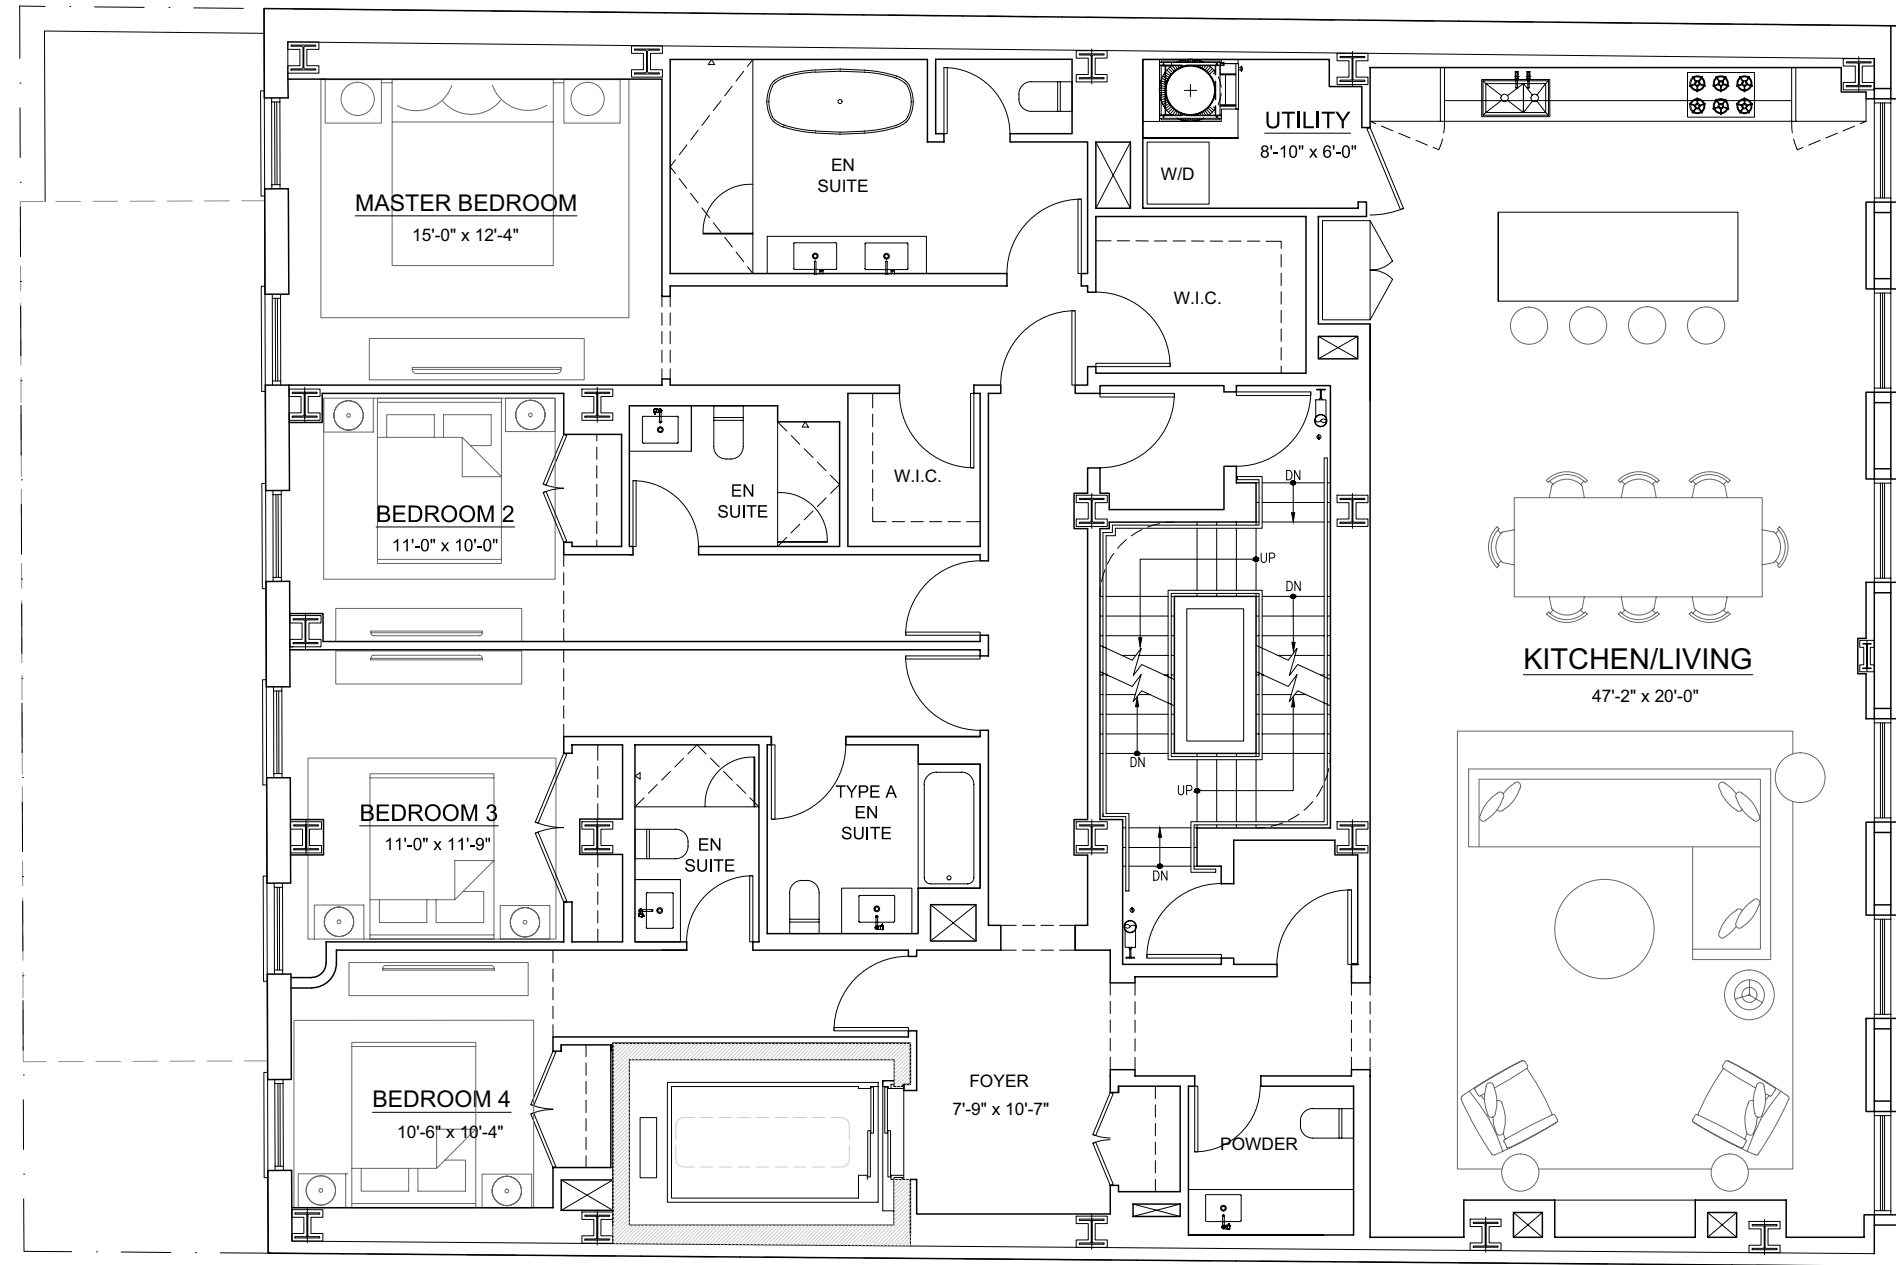 MASTER BEDROOM
15'-0" x 12'-4"
EN
SUITE
UTILITY
8'-10" x 6'-0"
W/D
W.I.C.
BEDROOM 2
11'-0" x 10'-0"
EN
SUITE
W.I.C.
DN
UP
DN
KITCHEN/LIVING
47'-2" x 20'-0"
DN
UP
DN
BEDROOM 3
11'-0" x 11'-9"
EN
SUITE
TYPE A
EN
SUITE
BEDROOM 4
10'-6" x 10'-4"
FOYER
7'-9" x 10'-7"
POWDER